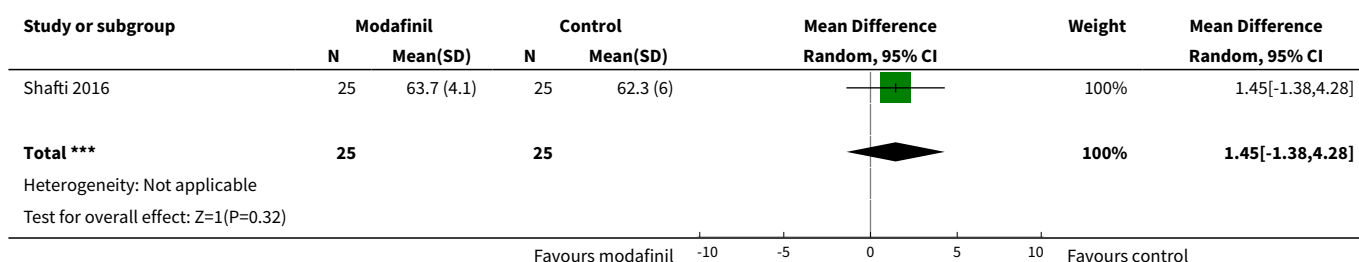 Study or subgroup Modafinil Control Mean Difference Weight Mean Difference
N Mean(SD) N Mean(SD) Random, 95% CI Random, 95% CI
Shafti 2016 25 63.7 (4.1) 25 62.3 (6) 100% 1.45[-1.38,4.28]
Total *** 25 25 100% 1.45[-1.38,4.28]
Heterogeneity: Not applicable
Test for overall effect: Z=1(P=0.32)
Favours modafinil -10 -5 0 5 10 Favours control